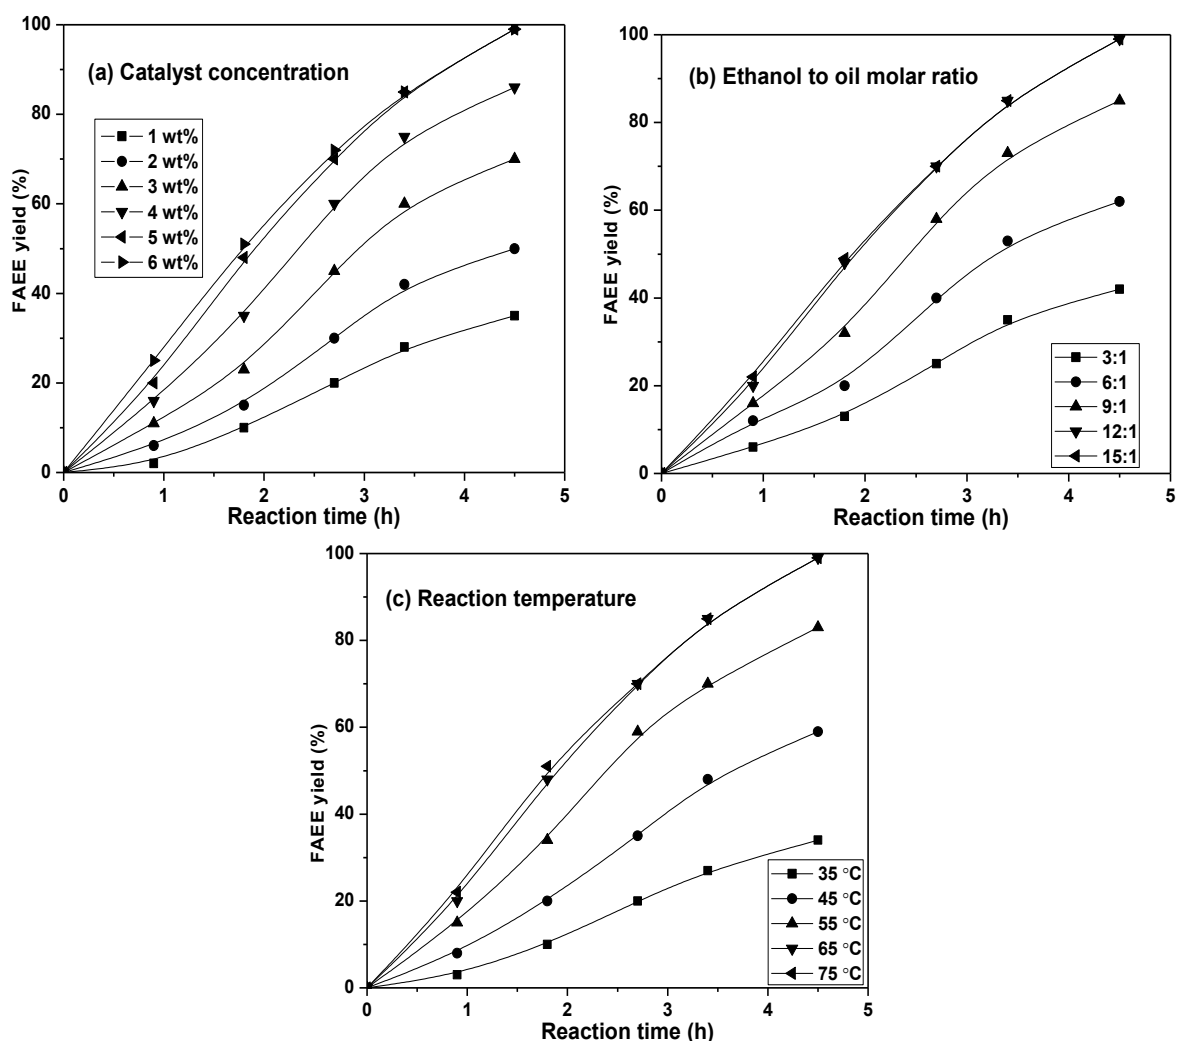 (a) Catalyst concentration
FAEE yield (%)
100
80
60
40
20
0
1 wt%
2 wt%
3 wt%
4 wt%
5 wt%
6 wt%
0 1 2 3 4 5
Reaction time (h)
(b) Ethanol to oil molar ratio
FAEE yield (%)
100
80
60
40
20
0
3:1
6:1
9:1
12:1
15:1
0 1 2 3 4 5
Reaction time (h)
(c) Reaction temperature
FAEE yield (%)
100
80
60
40
20
0
35 °C
45 °C
55 °C
65 °C
75 °C
0 1 2 3 4 5
Reaction time (h)